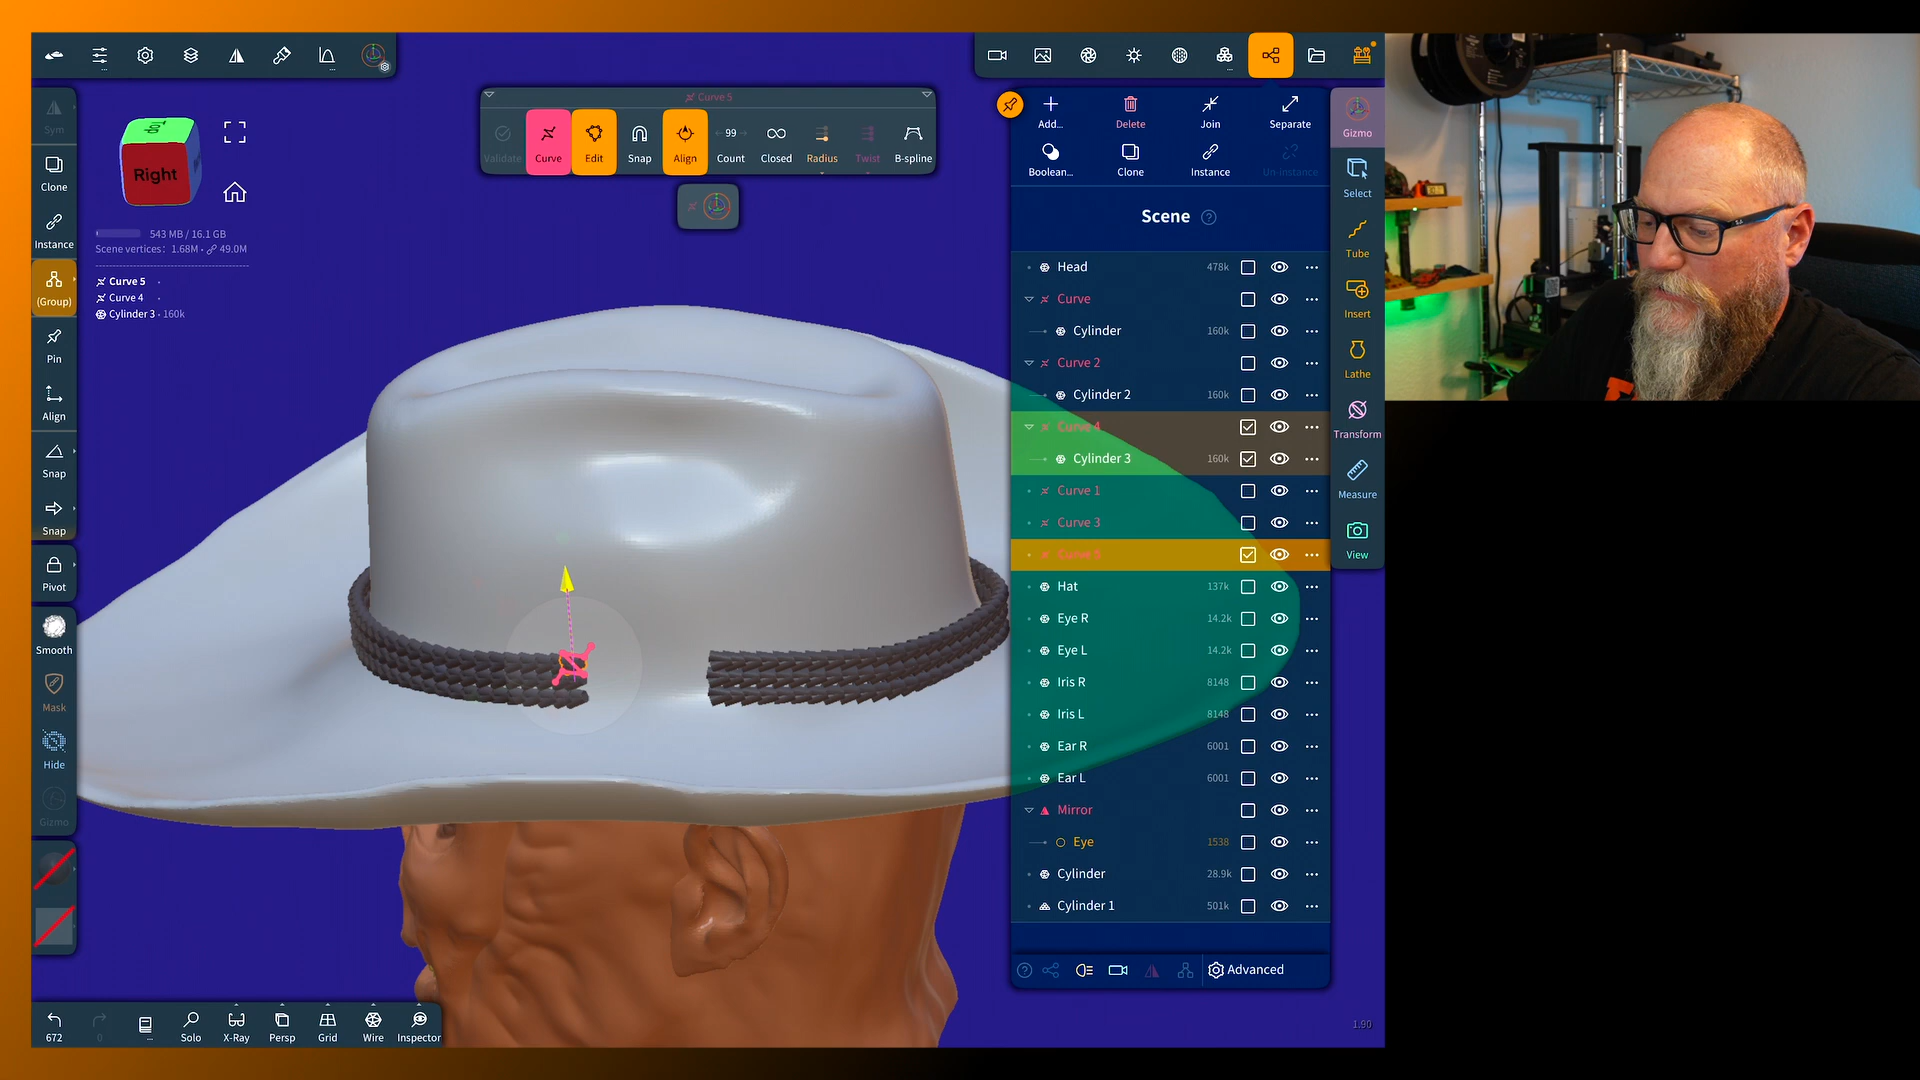 Curve 5
Sym
Top
Right
Validate
Curve
Edit
Snap
Align
99
Count
Closed
Radius
Twist
B-spline
Add...
Delete
Join
Separate
Gizmo
Clone
Boolean...
Clone
Instance
Un-instance
Select
Instance
543 MB / 16.1 GB
Scene vertices: 1.68M • 49.0M
Scene
Tube
Curve 5
Curve 4
Cylinder 3 • 160k
(Group)
Head 478k
Curve
Insert
Cylinder 160k
Pin
Curve 2
Lathe
Cylinder 2 160k
Align
Curve 4
Transform
Cylinder 3 160k
Snap
Curve 1
Measure
Curve 3
Snap
Curve 5
View
Hat 137k
Pivot
Eye R 14.2k
Eye L 14.2k
Smooth
Iris R 8148
Mask
Iris L 8148
Ear R 6001
Hide
Ear L 6001
Mirror
Gizmo
Eye 1538
Cylinder 28.9k
Cylinder 1 501k
Advanced
672
0
...
Solo
X-Ray
Persp
Grid
Wire
Inspector
1.90